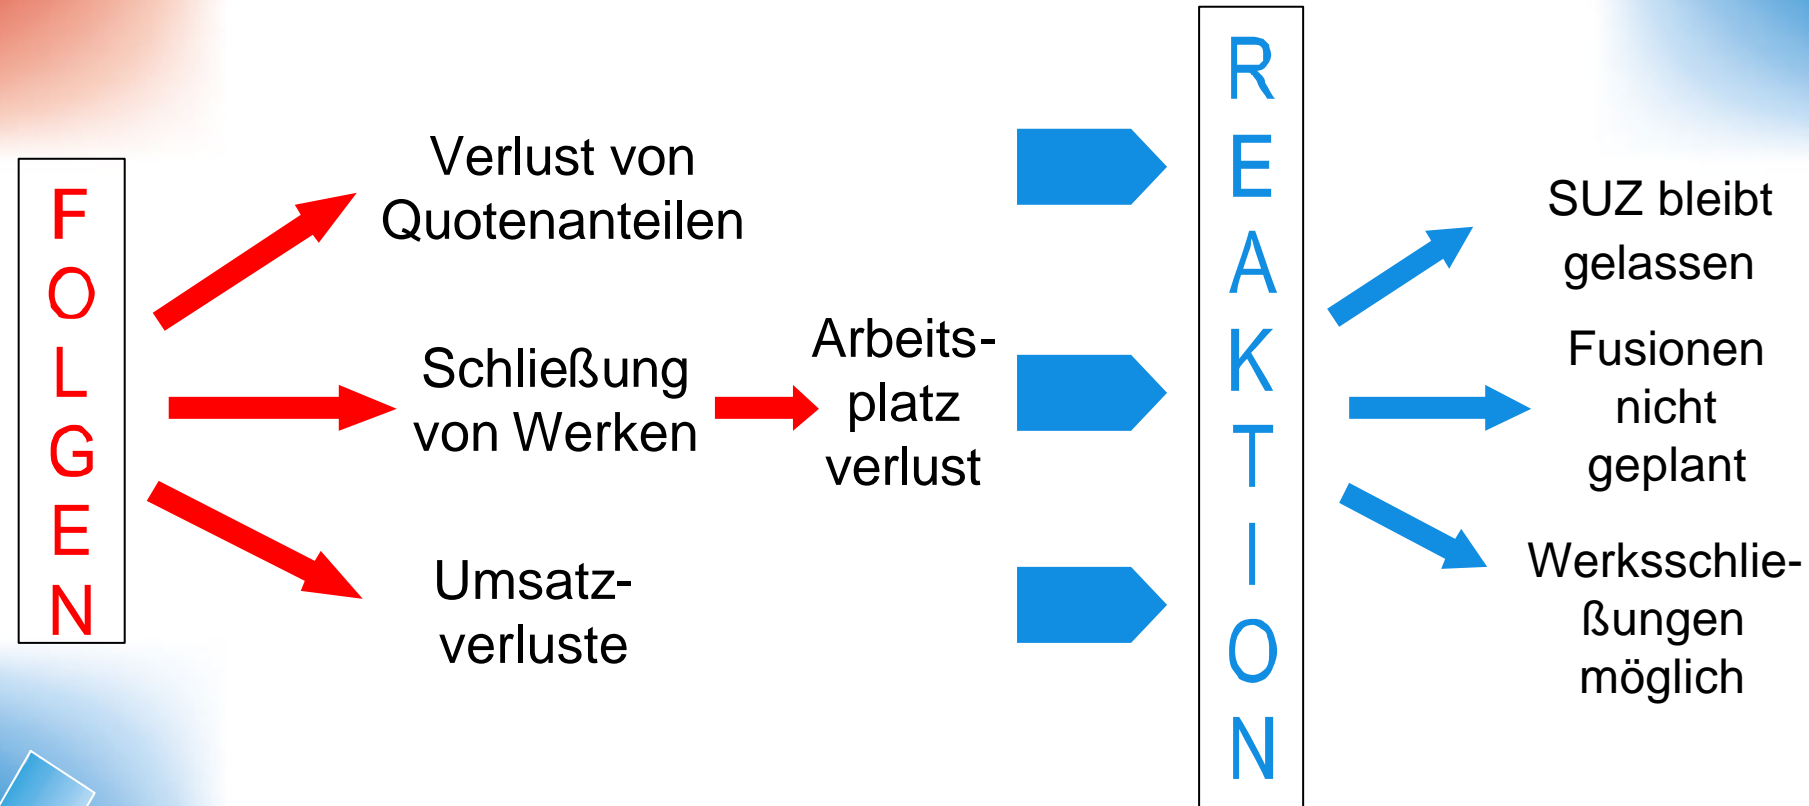 FOLGEN
Verlust von
Quotenanteilen
Schließung
von Werken
Arbeits-
platz
verlust
Umsatz-
verluste
REAKTION
SUZ bleibt
gelassen
Fusionen
nicht
geplant
Werksschlie-
ßungen
möglich